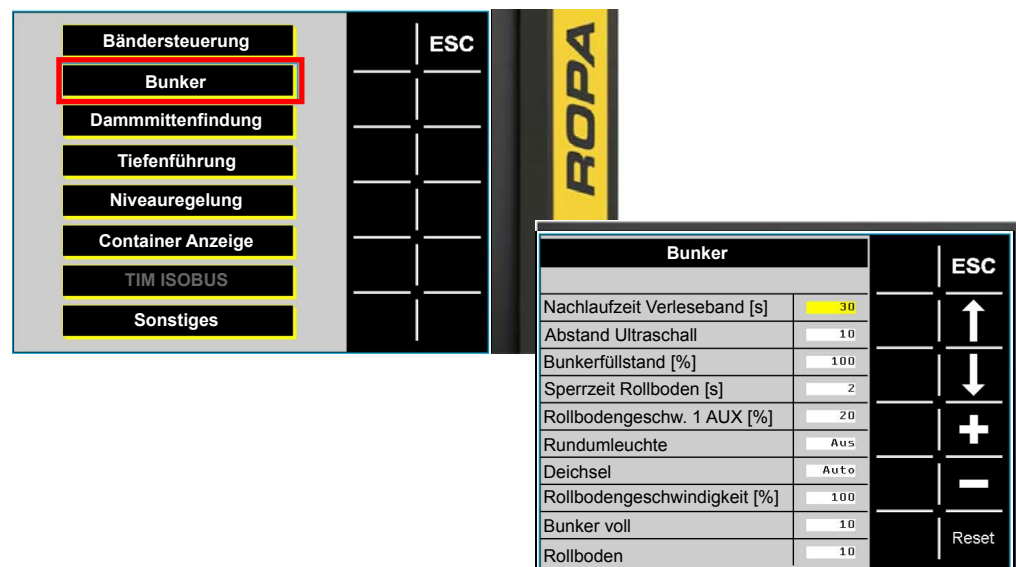 Bändersteuerung
ESC
Bunker
Dammmittenfindung
Tiefenführung
Niveauregelung
Container Anzeige
TIM ISOBUS
Sonstiges
ROPA
Bunker
ESC
Nachlaufzeit Verleseband [s] 30
Abstand Ultraschall 10
Bunkerfüllstand [%] 100
Sperrzeit Rollboden [s] 2
Rollbodengeschw. 1 AUX [%] 20
Rundumleuchte Aus
Deichsel Auto
Rollbodengeschwindigkeit [%] 100
Bunker voll 10
Reset
Rollboden 10